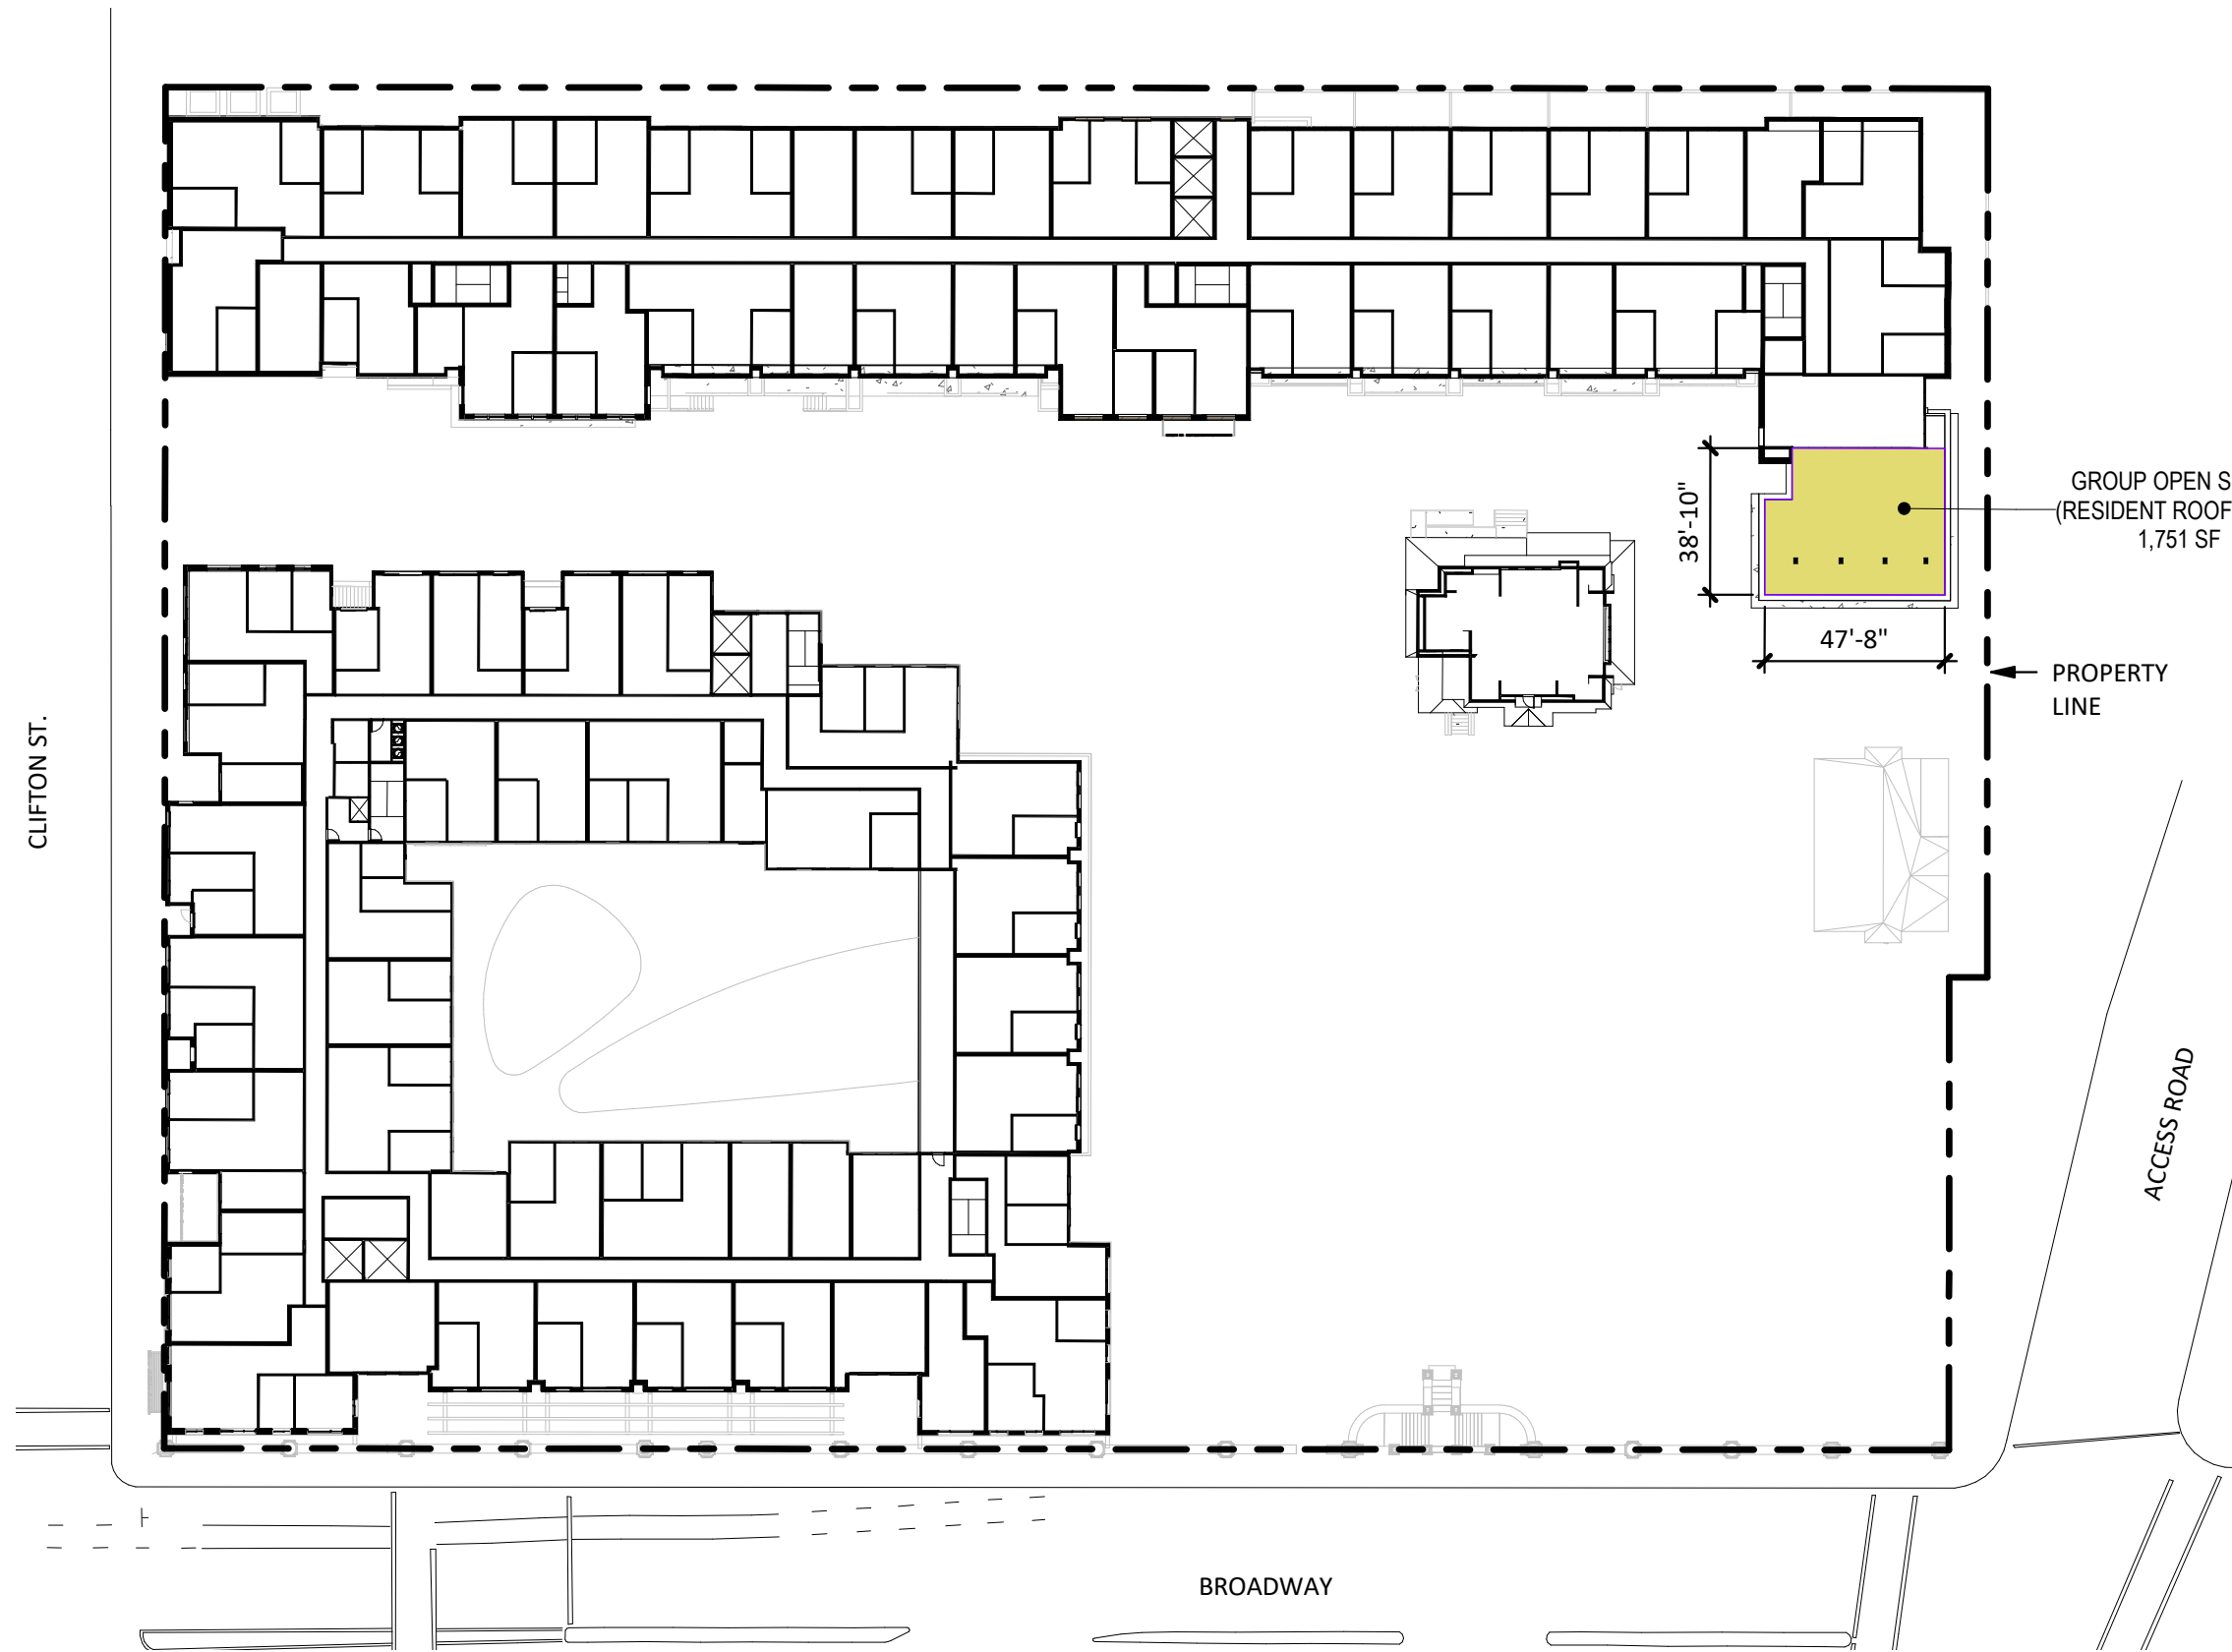 GROUP OPEN S
(RESIDENT ROOF
1,751 SF
38'-10"
47'-8"
PROPERTY
LINE
CLIFTON ST.
ACCESS ROAD
BROADWAY